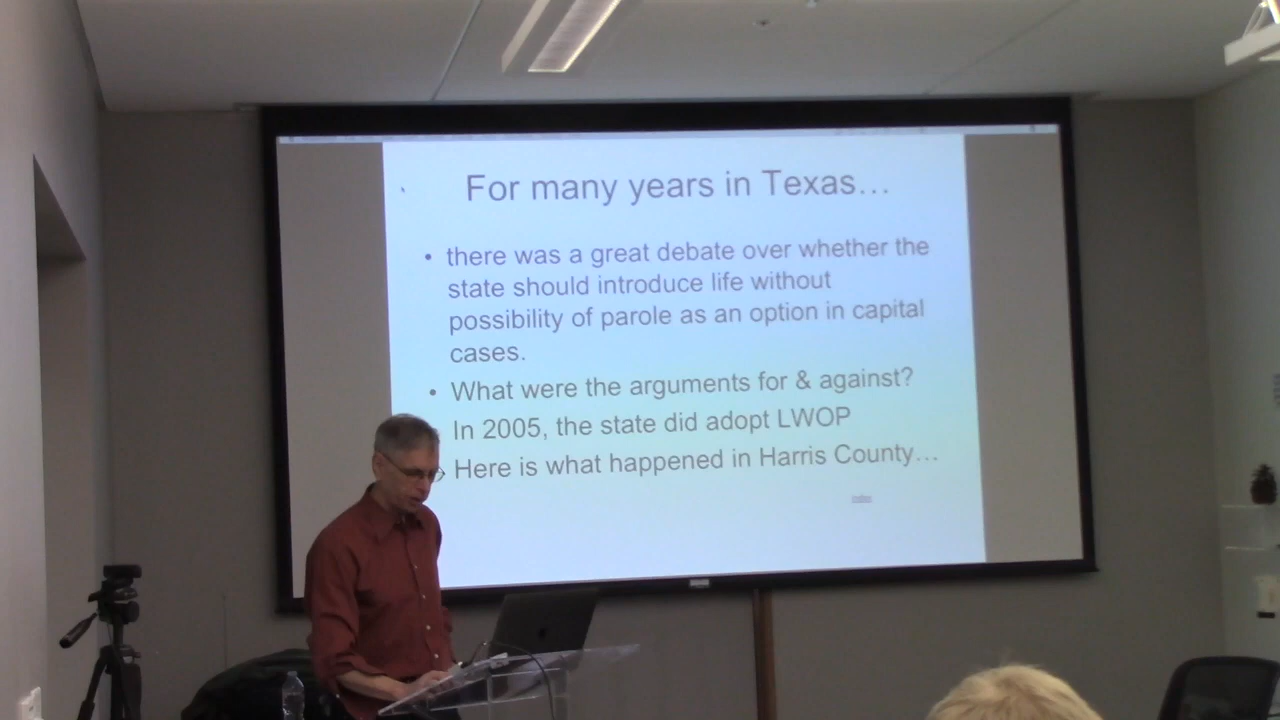 For many years in Texas…
• there was a great debate over whether the
state should introduce life without
possibility of parole as an option in capital
cases.
• What were the arguments for & against?
In 2005, the state did adopt LWOP
Here is what happened in Harris County…